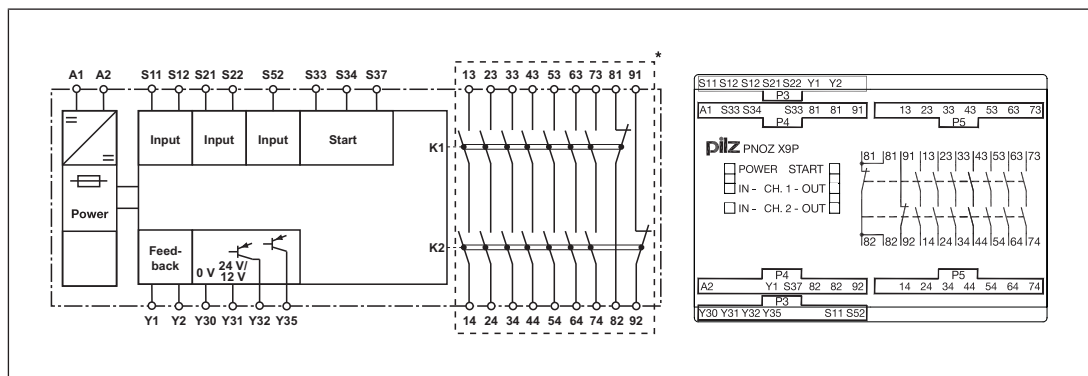 *
A1 A2 S11 S12 S21 S22 S52 S33 S34 S37 13 23 33 43 53 63 73 81 91
Input Input Input Start
K1
Power
K2
Feed-
back
0 V 24 V/
12 V
Y1 Y2 Y30 Y31 Y32 Y35 14 24 34 44 54 64 74 82 92
S11 S12 S12 S21 S22 Y1 Y2
P3
A1 S33 S34 S33 81 81 91 13 23 33 43 53 63 73
P4 P5
pilz PNOZ X9P
81 81 91 13 23 33 43 53 63 73
POWER START
IN - CH. 1 - OUT
IN - CH. 2 - OUT
82 82 92 14 24 34 44 54 64 74
P4 P5
A2 Y1 S37 82 82 92 14 24 34 44 54 64 74
P3
Y30 Y31 Y32 Y35 S11 S52